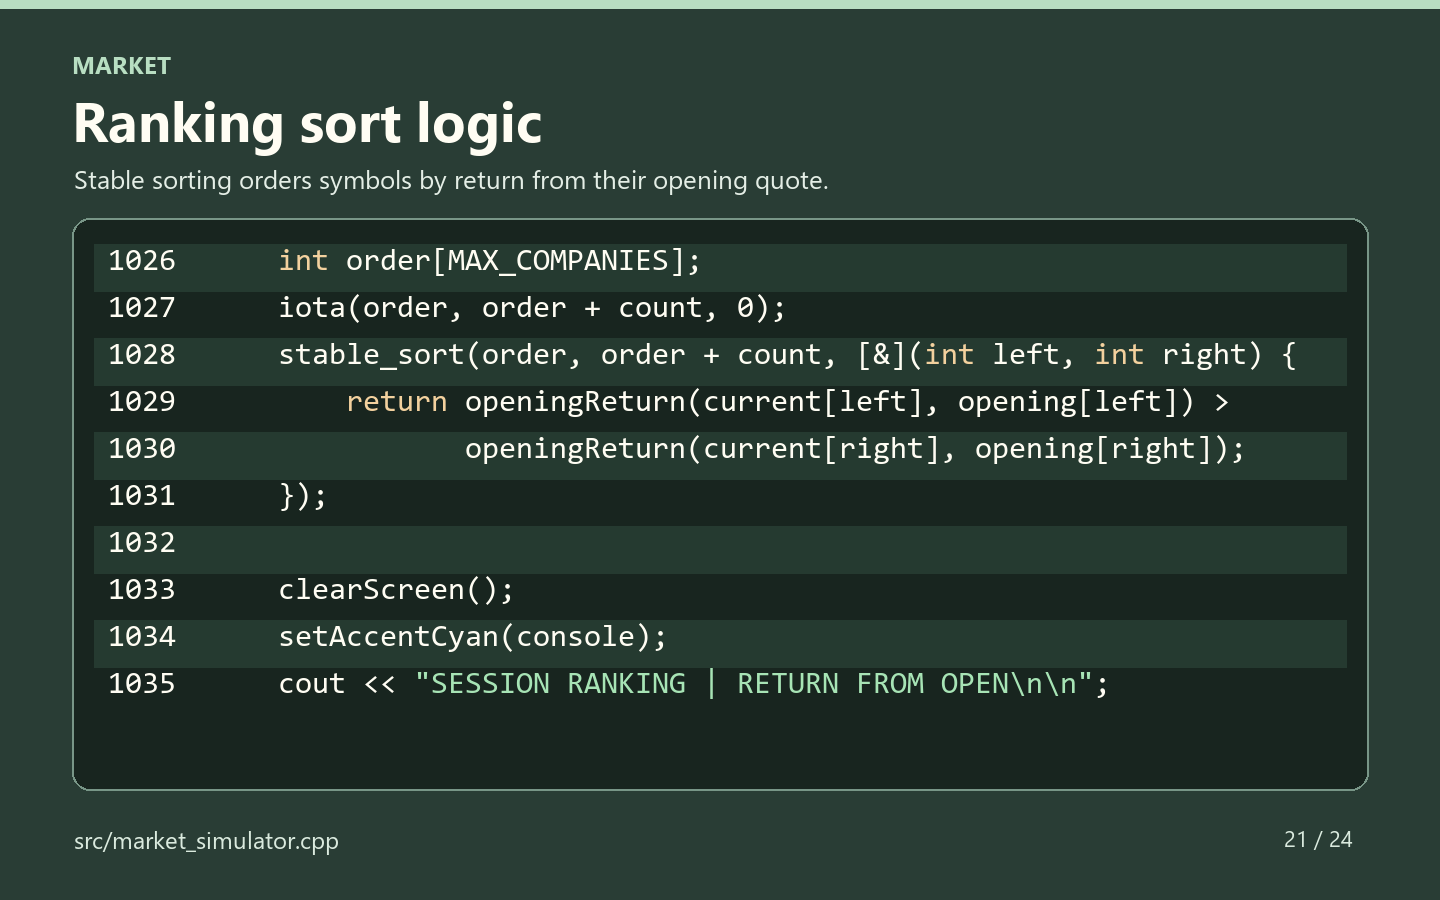 MARKET
Ranking sort logic
Stable sorting orders symbols by return from their opening quote.
1026      int order[MAX_COMPANIES];
1027      iota(order, order + count, 0);
1028      stable_sort(order, order + count, [&](int left, int right) {
1029          return openingReturn(current[left], opening[left]) >
1030                 openingReturn(current[right], opening[right]);
1031      });
1032
1033      clearScreen();
1034      setAccentCyan(console);
1035      cout << "SESSION RANKING | RETURN FROM OPEN\n\n";
src/market_simulator.cpp
21 / 24